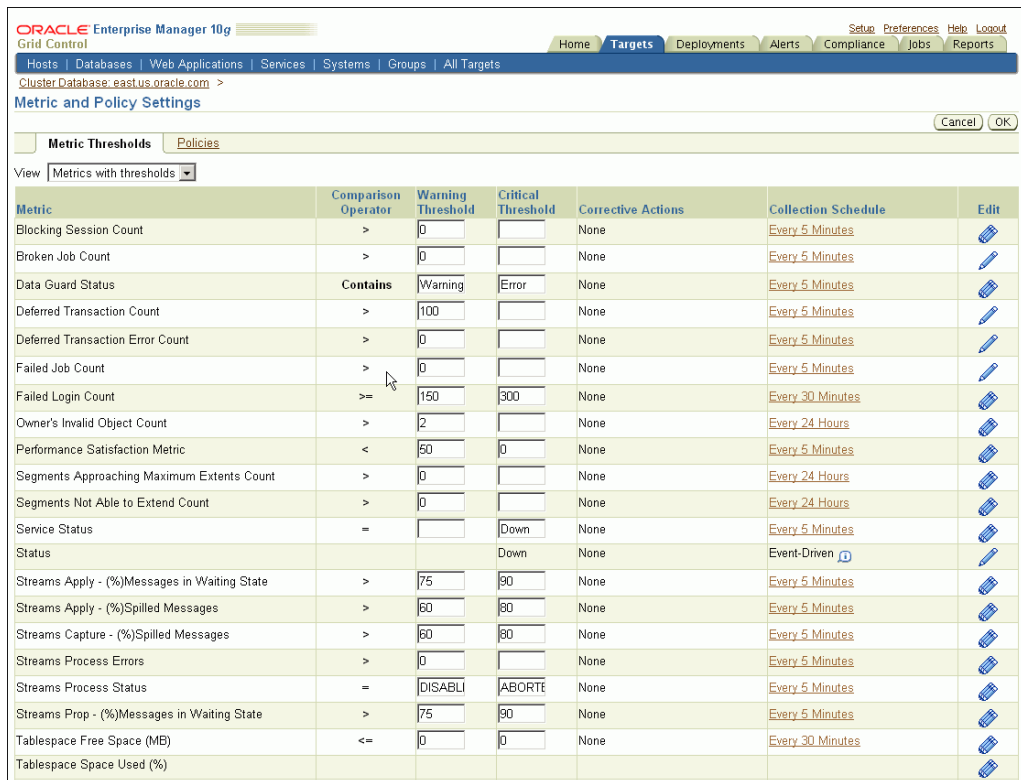 ORACLE Enterprise Manager 10g
Grid Control
Setup Preferences Help Logout
Home Targets Deployments Alerts Compliance Jobs Reports
Hosts | Databases | Web Applications | Services | Systems | Groups | All Targets
Cluster Database: east.us.oracle.com >
Metric and Policy Settings
Cancel OK
Metric Thresholds Policies
View Metrics with thresholds
Metric Comparison Operator Warning Threshold Critical Threshold Corrective Actions Collection Schedule Edit
Blocking Session Count > 0 None Every 5 Minutes
Broken Job Count > 0 None Every 5 Minutes
Data Guard Status Contains Warning Error None Every 5 Minutes
Deferred Transaction Count > 100 None Every 5 Minutes
Deferred Transaction Error Count > 0 None Every 5 Minutes
Failed Job Count > 0 None Every 5 Minutes
Failed Login Count >= 150 300 None Every 30 Minutes
Owner's Invalid Object Count > 2 None Every 24 Hours
Performance Satisfaction Metric < 50 0 None Every 5 Minutes
Segments Approaching Maximum Extents Count > 0 None Every 24 Hours
Segments Not Able to Extend Count > 0 None Every 24 Hours
Service Status = Down None Every 5 Minutes
Status Down None Event-Driven i
Streams Apply - (%)Messages in Waiting State > 75 90 None Every 5 Minutes
Streams Apply - (%)Spilled Messages > 60 80 None Every 5 Minutes
Streams Capture - (%)Spilled Messages > 60 80 None Every 5 Minutes
Streams Process Errors > 0 None Every 5 Minutes
Streams Process Status = DISABLI ABORTE None Every 5 Minutes
Streams Prop - (%)Messages in Waiting State > 75 90 None Every 5 Minutes
Tablespace Free Space (MB) <= 0 0 None Every 30 Minutes
Tablespace Space Used (%)